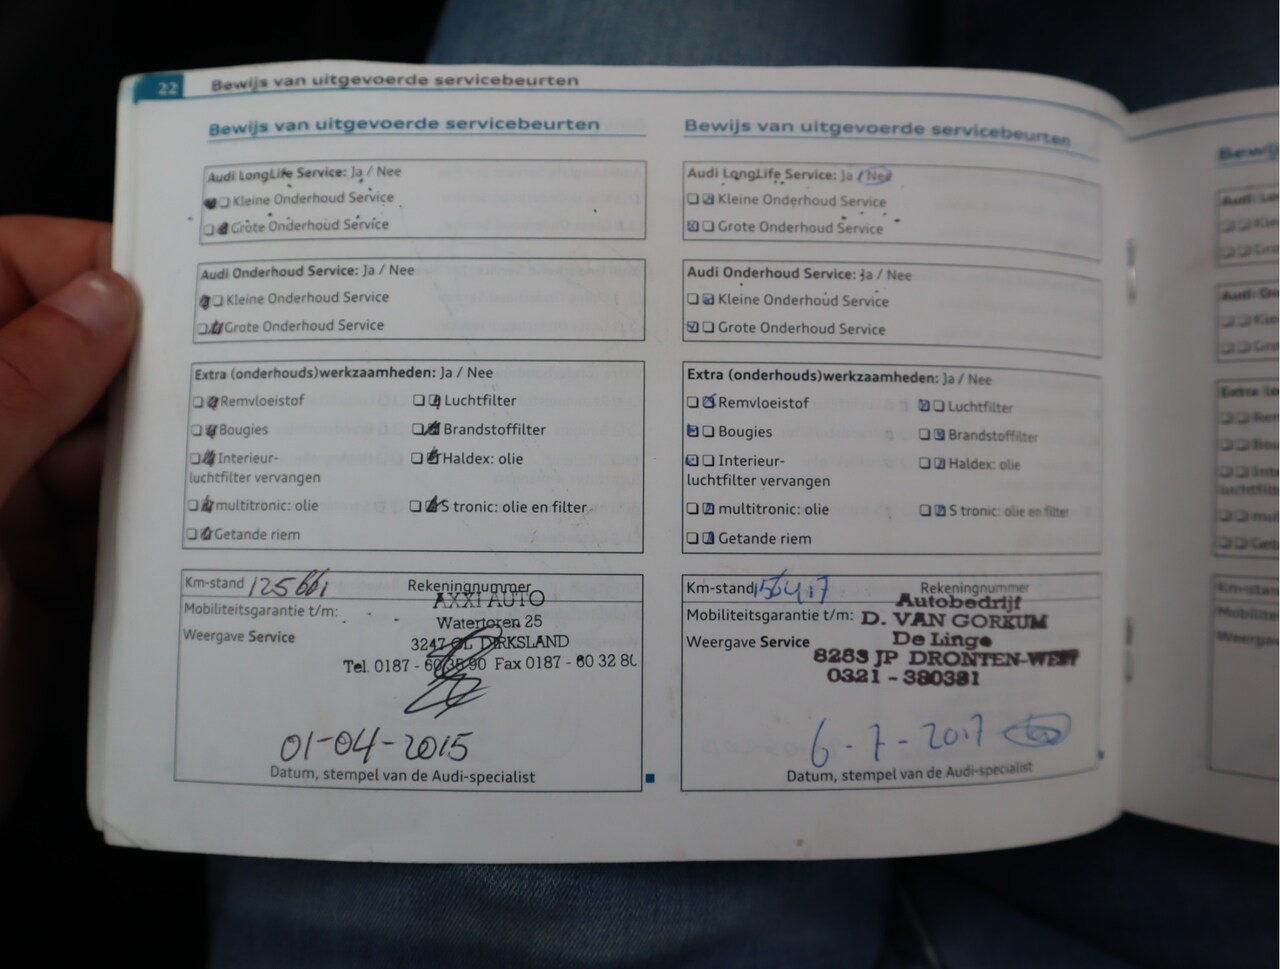 22 Bewijs van uitgevoerde servicebeurten
Bewijs van uitgevoerde servicebeurten
Audi LongLife Service: Ja / Nee
Kleine Onderhoud Service
Grote Onderhoud Service
Audi Onderhoud Service: Ja / Nee
Kleine Onderhoud Service
Grote Onderhoud Service
Extra (onderhouds)werkzaamheden: Ja / Nee
Remvloeistof Luchtfilter
Bougies Brandstoffilter
Interieur- Haldex: olie
luchtfilter vervangen
multitronic: olie S tronic: olie en filter
Getande riem
Km-stand 125661 Rekeningnummer
AXXI AUTO
Mobiliteitsgarantie t/m:
Watertoren 25
Weergave Service
3247 CL DIRKSLAND
Tel. 0187 - 60 38 90 Fax 0187 - 60 32 80
01-04-2015
Datum, stempel van de Audi-specialist
Bewijs van uitgevoerde servicebeurten
Audi LongLife Service: Ja / Nee
Kleine Onderhoud Service
Grote Onderhoud Service
Audi Onderhoud Service: Ja / Nee
Kleine Onderhoud Service
Grote Onderhoud Service
Extra (onderhouds)werkzaamheden: Ja / Nee
Remvloeistof Luchtfilter
Bougies Brandstoffilter
Interieur- Haldex: olie
luchtfilter vervangen
multitronic: olie S tronic: olie en filter
Getande riem
Km-stand Rekeningnummer
Autobedrijf
Mobiliteitsgarantie t/m: D. VAN GORKUM
Weergave Service De Linge
8253 JP DRONTEN-WEST
0321 - 380381
6-7-2017
Datum, stempel van de Audi-specialist